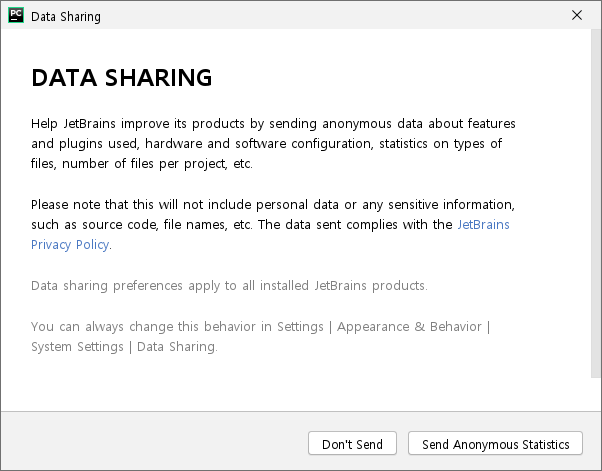 PC
Data Sharing
DATA SHARING
Help JetBrains improve its products by sending anonymous data about features
and plugins used, hardware and software configuration, statistics on types of
files, number of files per project, etc.
Please note that this will not include personal data or any sensitive information,
such as source code, file names, etc. The data sent complies with the JetBrains
Privacy Policy.
Data sharing preferences apply to all installed JetBrains products.
You can always change this behavior in Settings | Appearance & Behavior |
System Settings | Data Sharing.
Don't Send
Send Anonymous Statistics